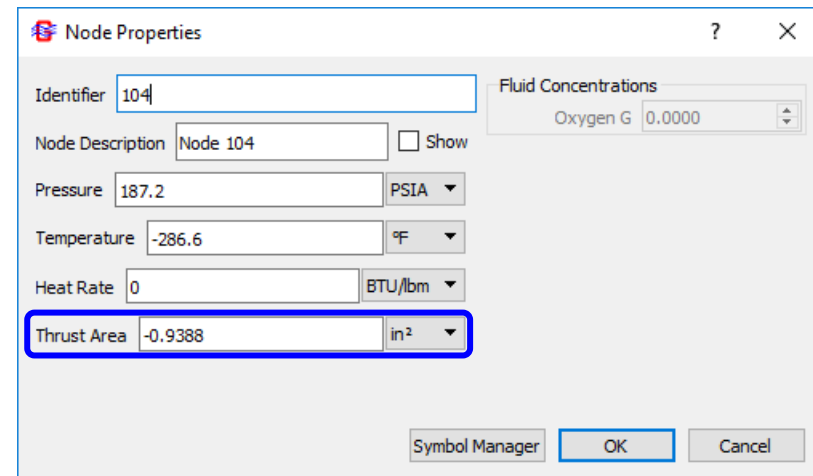 Node Properties ?
Identifier 104
Fluid Concentrations
Oxygen G 0.0000
Node Description Node 104 Show
Pressure 187.2 PSIA
Temperature -286.6 °F
Heat Rate 0 BTU/lbm
Thrust Area -0.9388 in²
Symbol Manager OK Cancel